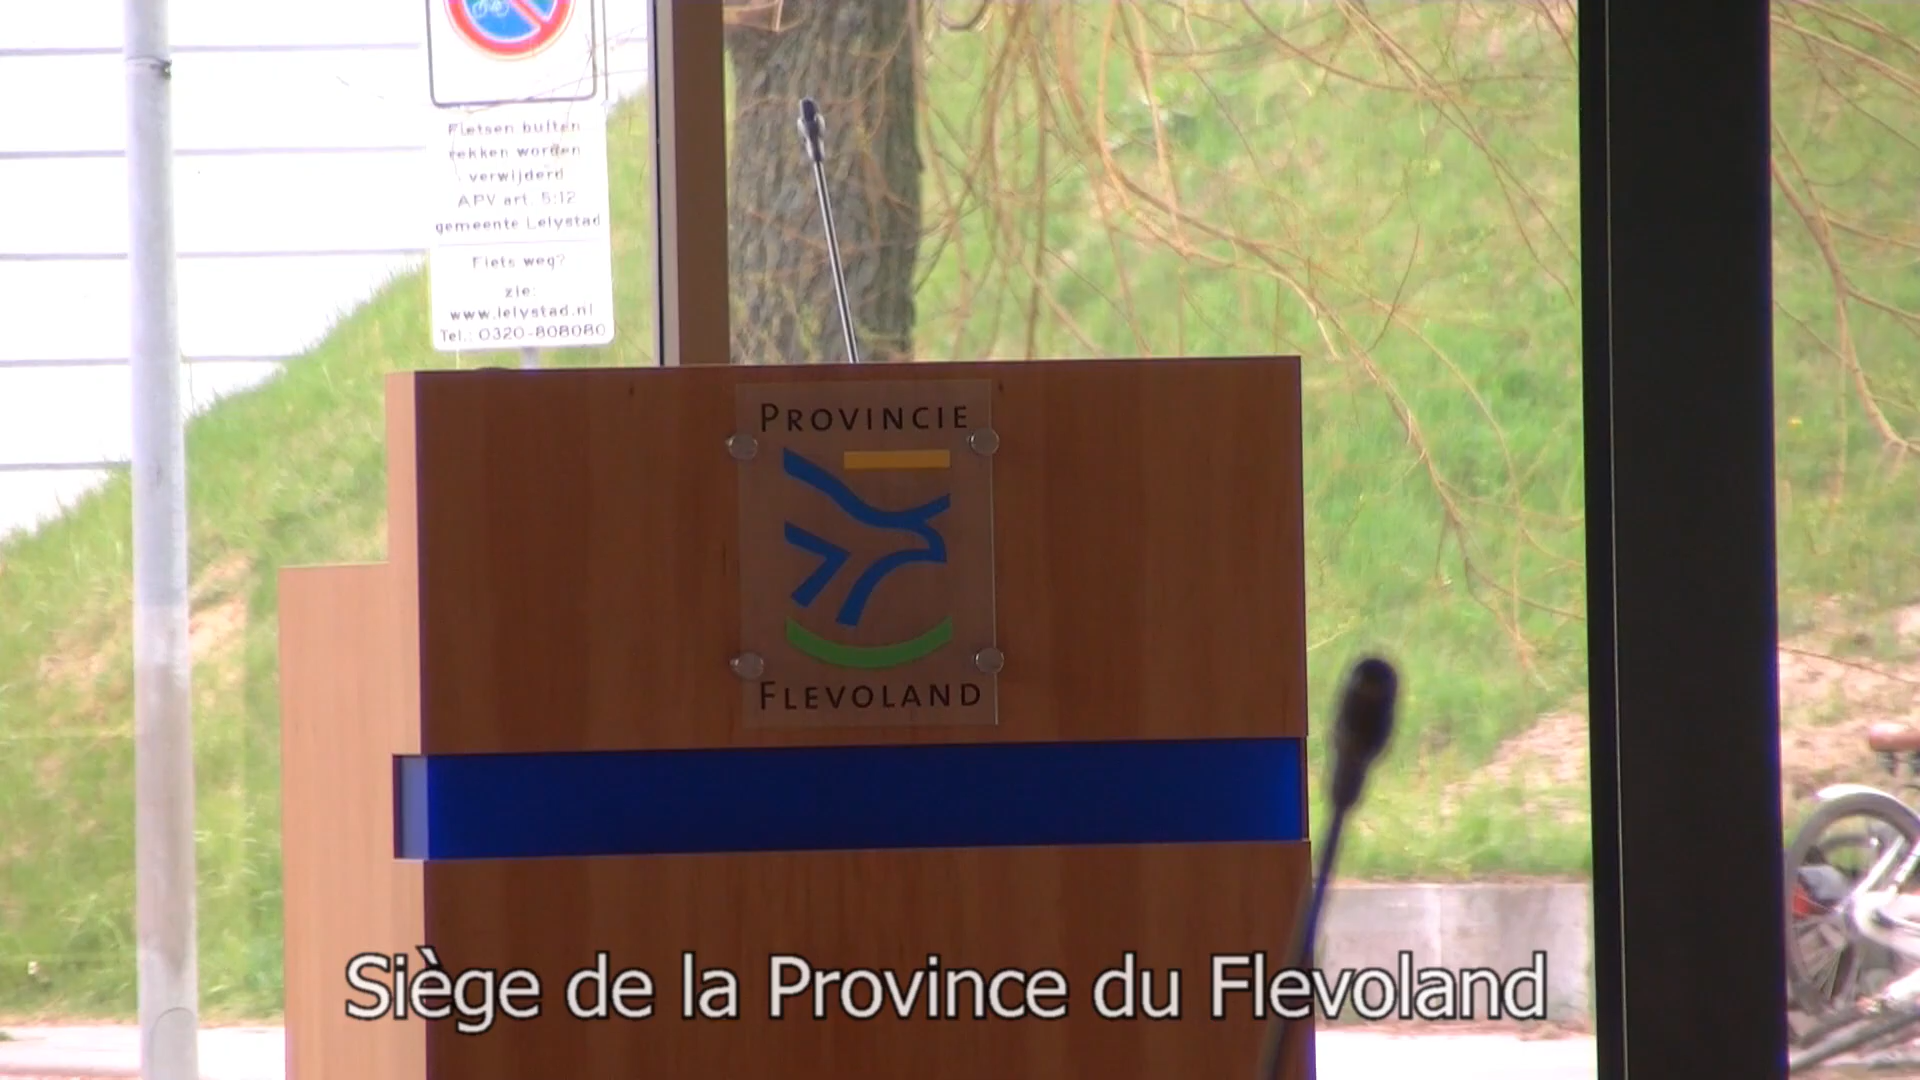 Fietsen buiten
rekken worden
verwijderd
APV art. 5:12
gemeente Lelystad
Fiets weg?
zie:
www.lelystad.nl
Tel.: 0320-808080
PROVINCIE
FLEVOLAND
Siège de la Province du Flevoland